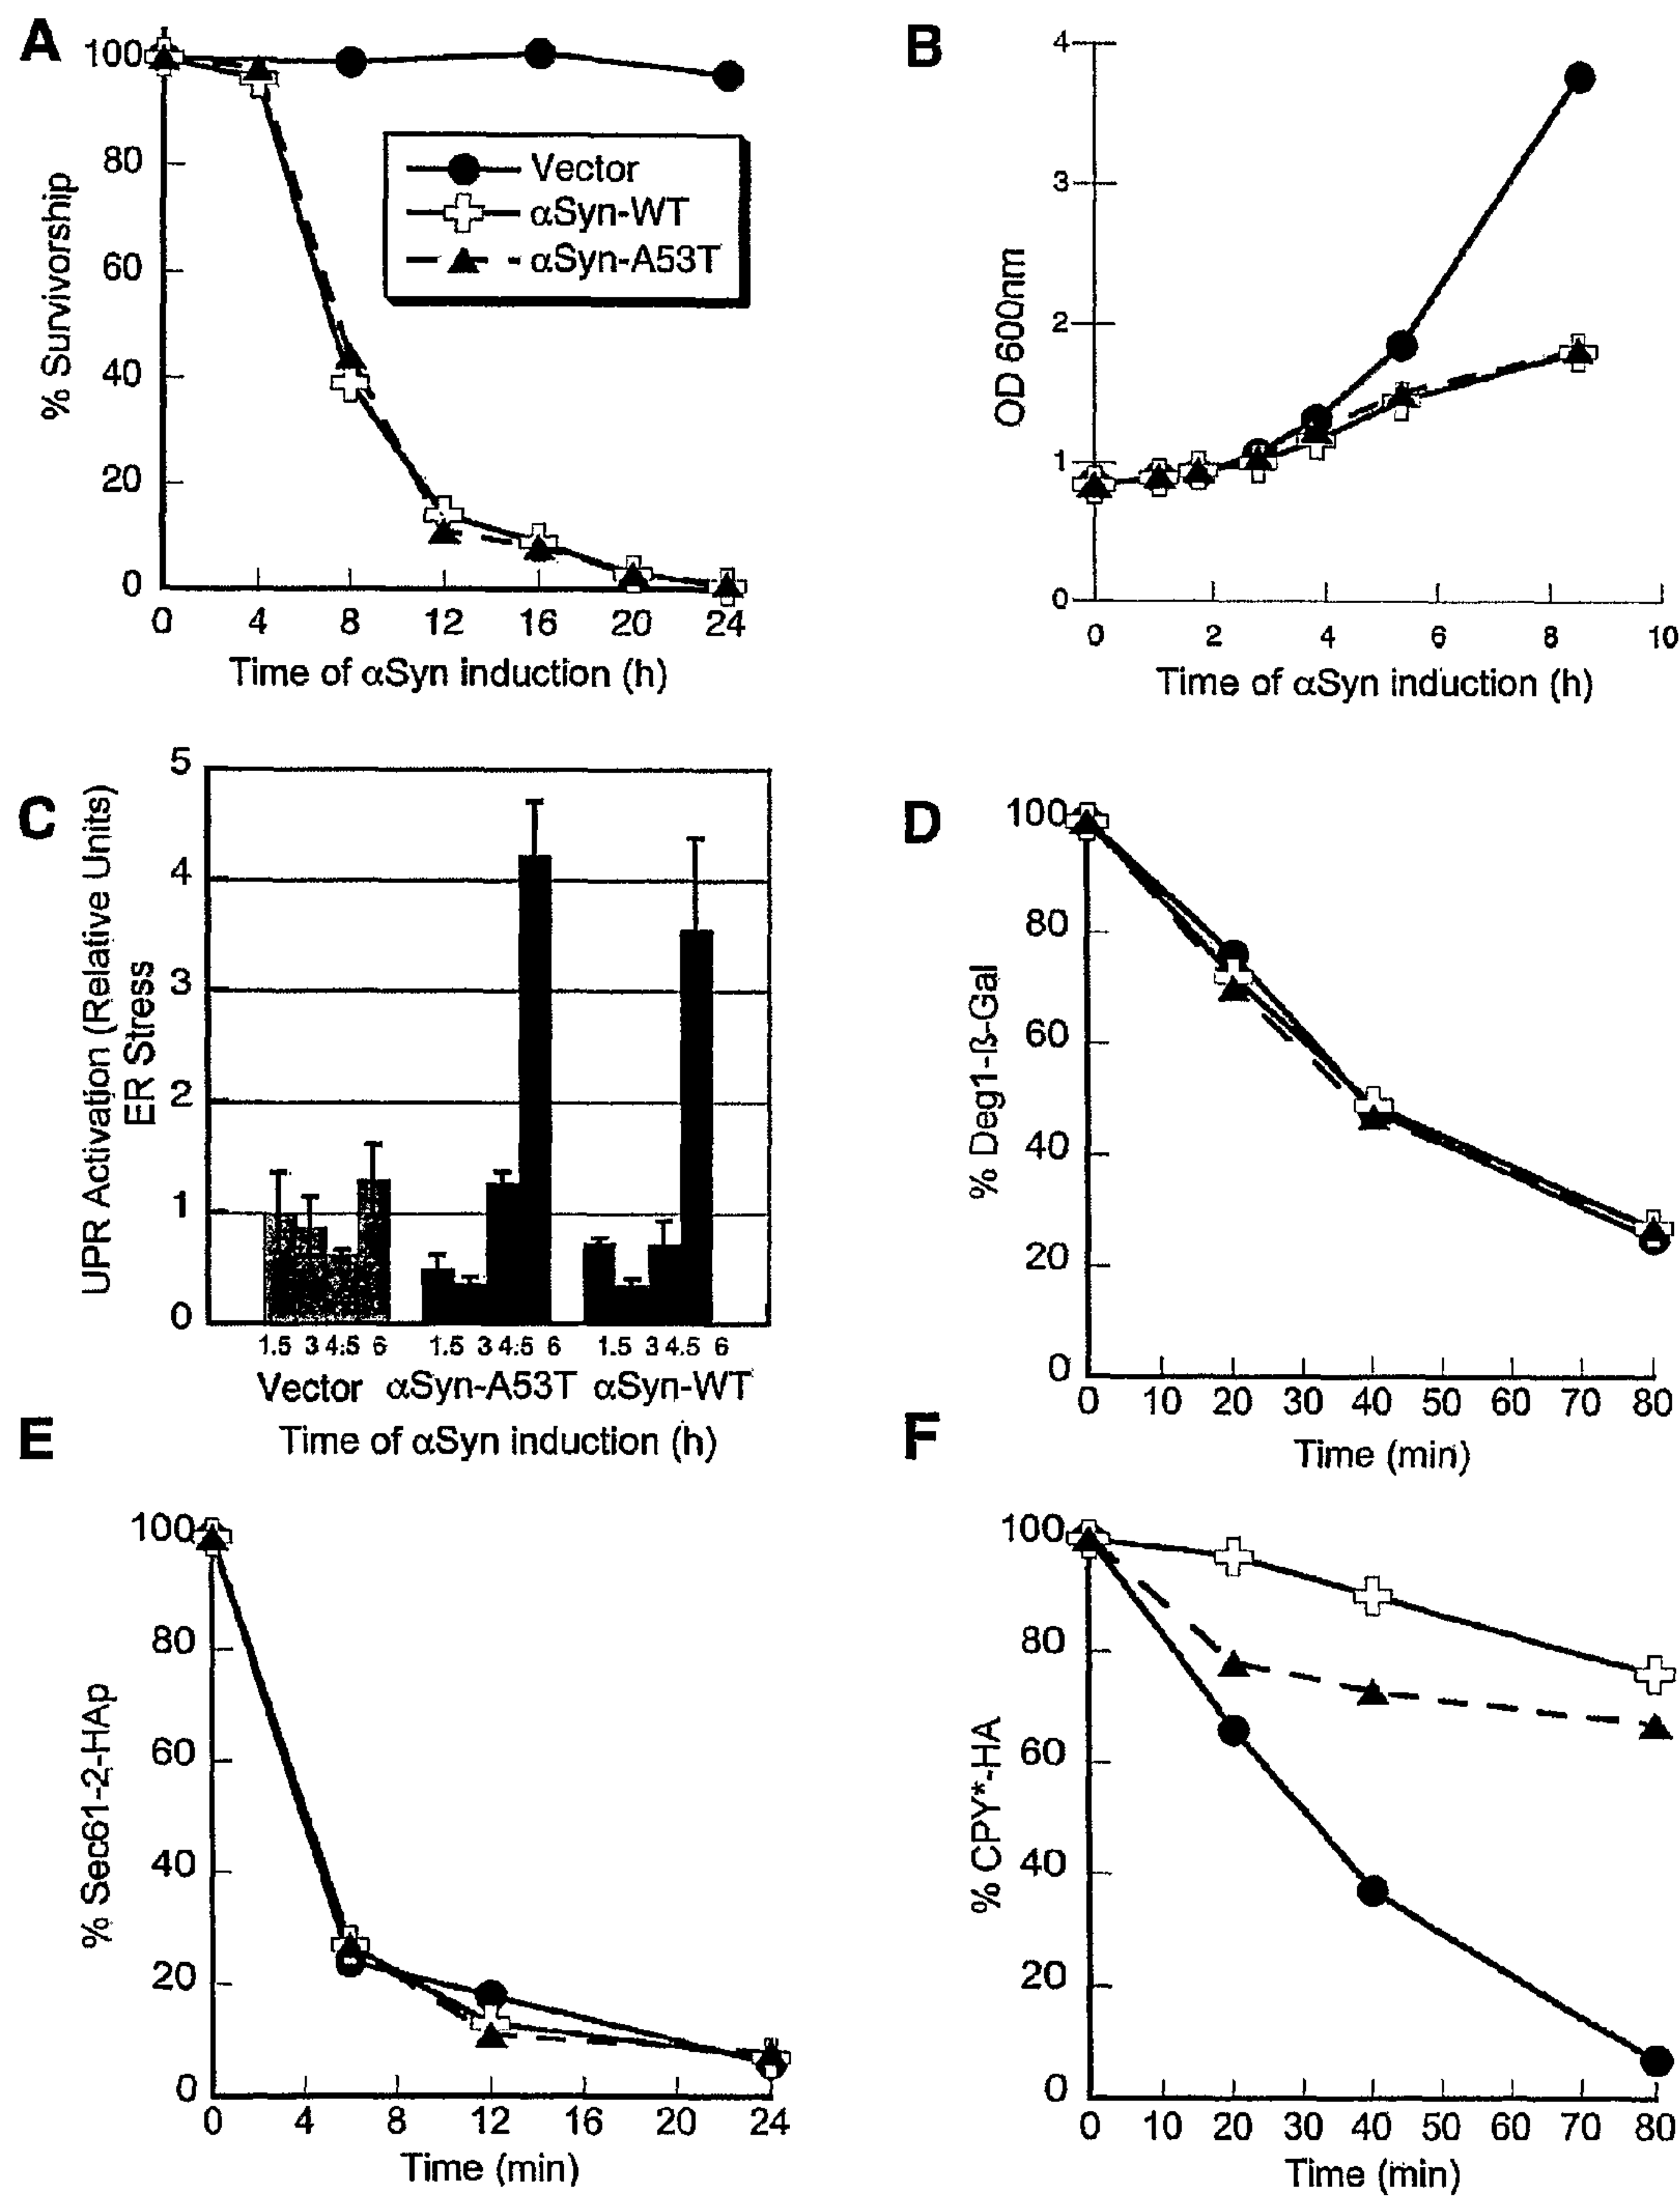 A
100
80
60
40
20
0
% Survivorship
Vector
αSyn-WT
αSyn-A53T
0 4 8 12 16 20 24
Time of αSyn induction (h)
B
4
3
2
1
0
OD 600nm
0 2 4 6 8 10
Time of αSyn induction (h)
C
5
4
3
2
1
0
UPR Activation (Relative Units)
ER Stress
1.5 3 4.5 6 1.5 3 4.5 6 1.5 3 4.5 6
Vector αSyn-A53T αSyn-WT
Time of αSyn induction (h)
D
100
80
60
40
20
0
% Deg1-ß-Gal
0 10 20 30 40 50 60 70 80
Time (min)
E
100
80
60
40
20
0
% Sec61-2-HAp
0 4 8 12 16 20 24
Time (min)
F
100
80
60
40
20
0
% CPY*-HA
0 10 20 30 40 50 60 70 80
Time (min)